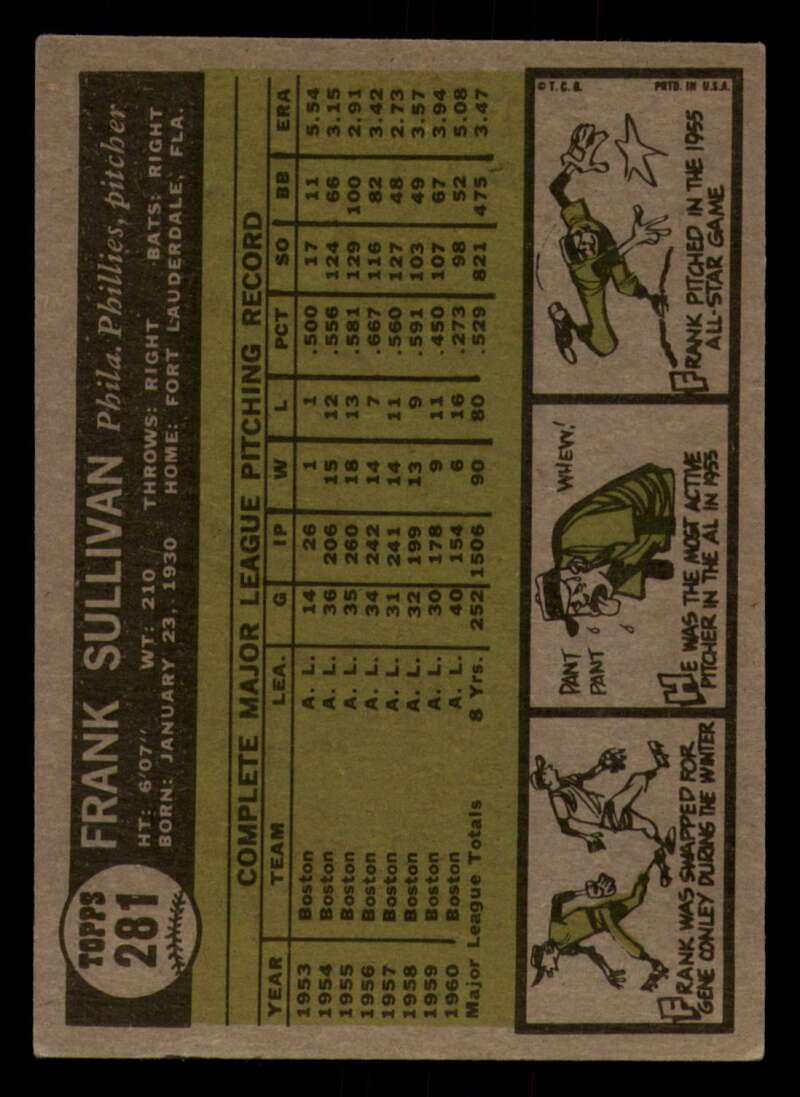 TOPPS
281
FRANK SULLIVAN Phila. Phillies, pitcher
HT: 6'07" WT: 210 THROWS: RIGHT BATS: RIGHT
BORN: JANUARY 23, 1930 HOME: FORT LAUDERDALE, FLA.
COMPLETE MAJOR LEAGUE PITCHING RECORD
YEAR TEAM LEA. G IP W L PCT SO BB ERA
1953 Boston A. L. 14 26 1 1 .500 17 11 5.54
1954 Boston A. L. 36 206 15 12 .556 124 66 3.15
1955 Boston A. L. 35 260 18 13 .581 129 100 2.91
1956 Boston A. L. 34 242 14 7 .667 116 82 3.42
1957 Boston A. L. 31 241 14 11 .560 127 48 2.73
1958 Boston A. L. 32 199 13 9 .591 103 49 3.57
1959 Boston A. L. 30 178 9 11 .450 107 67 3.94
1960 Boston A. L. 40 154 6 16 .273 98 52 5.08
Major League Totals 8 Yrs. 252 1506 90 80 .529 821 475 3.47
FRANK WAS SWAPPED FOR
GENE CONLEY DURING THE WINTER
PANT
PANT
WHEW!
HE WAS THE MOST ACTIVE
PITCHER IN THE AL IN 1955
© T. C. G. PRTD. IN U.S.A.
FRANK PITCHED IN THE 1955
ALL-STAR GAME